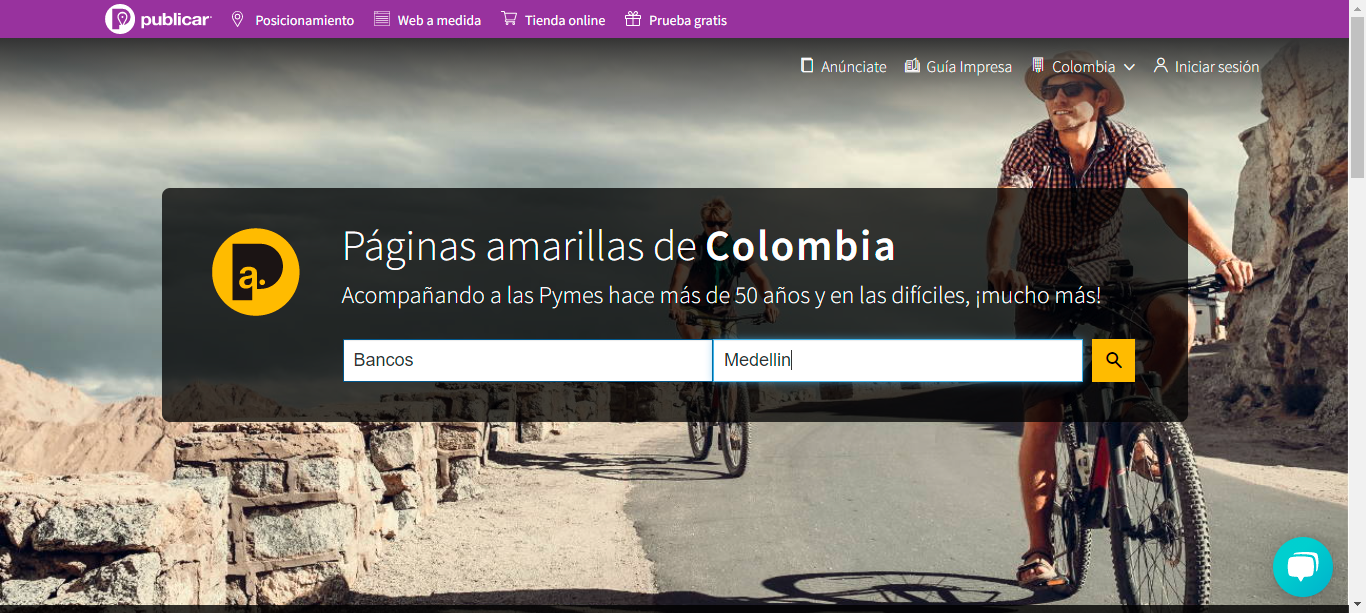 publicar
Posicionamiento
Web a medida
Tienda online
Prueba gratis
Anúnciate
Guía Impresa
Colombia
Iniciar sesión
Pa.
Páginas amarillas de Colombia
Acompañando a las Pymes hace más de 50 años y en las difíciles, ¡mucho más!
Bancos
Medellin